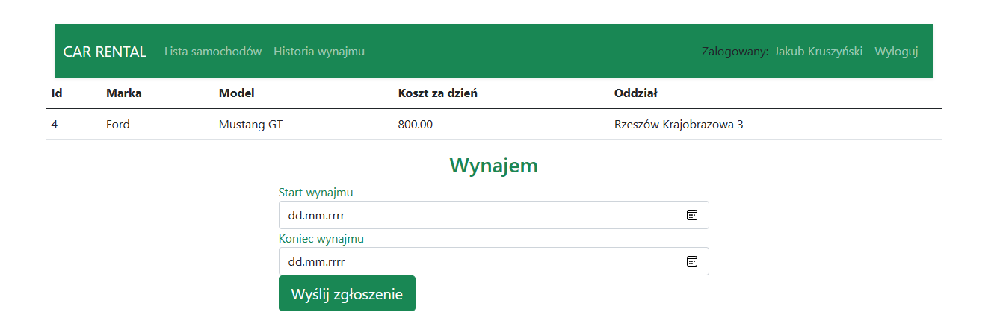 CAR RENTAL Lista samochodów Historia wynajmu Zalogowany: Jakub Kruszyński Wyloguj
Id Marka Model Koszt za dzień Oddział
4 Ford Mustang GT 800.00 Rzeszów Krajobrazowa 3
Wynajem
Start wynajmu
dd.mm.rrrr
Koniec wynajmu
dd.mm.rrrr
Wyślij zgłoszenie